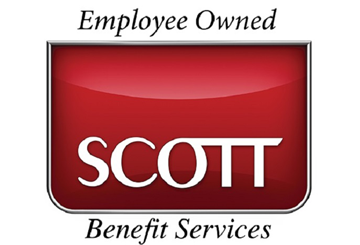 Employee Owned
SCOTT
Benefit Services